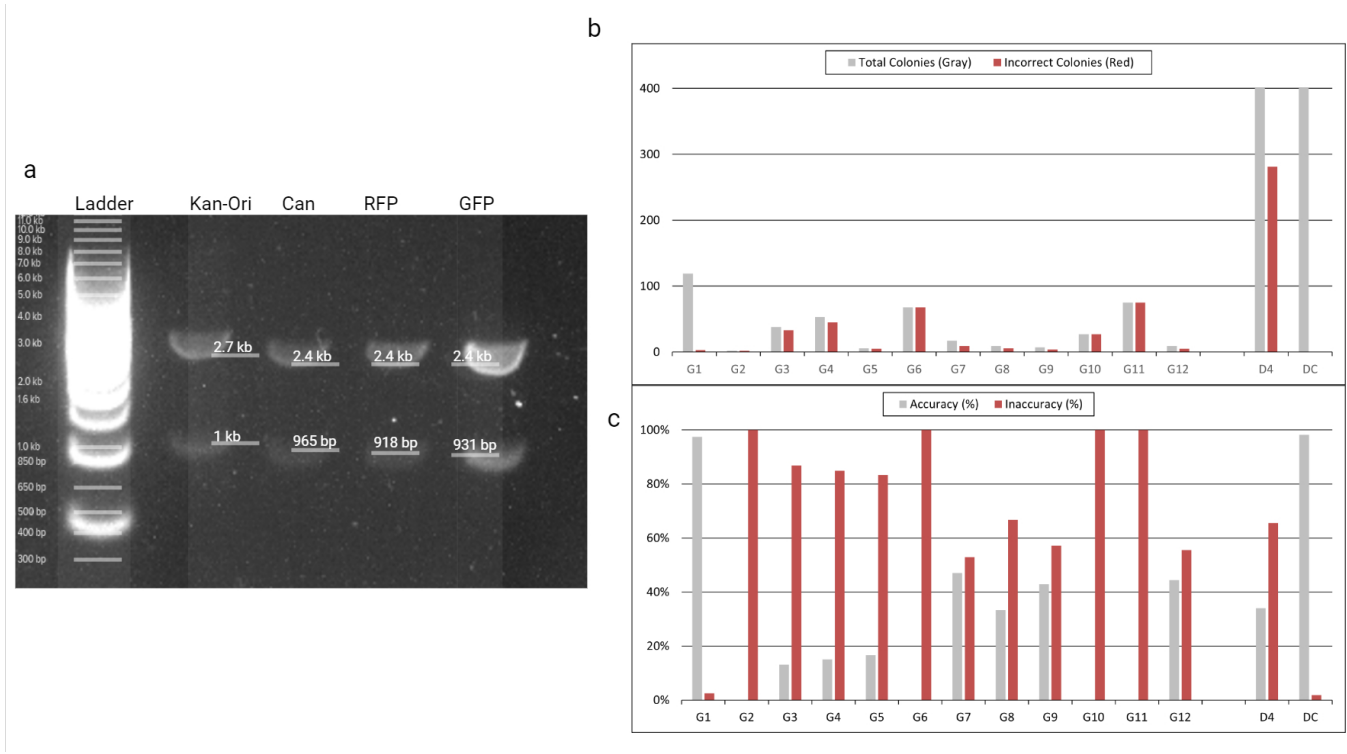 a
Ladder Kan-Ori Can RFP GFP
10.0 kb
9.0 kb
8.0 kb
7.0 kb
6.0 kb
5.0 kb
4.0 kb
3.0 kb
2.0 kb
1.6 kb
1.0 kb
850 bp
650 bp
500 bp
400 bp
300 bp
2.7 kb 2.4 kb 2.4 kb 2.4 kb
1 kb 965 bp 918 bp 931 bp
b
Total Colonies (Gray) Incorrect Colonies (Red)
400
300
200
100
0
G1 G2 G3 G4 G5 G6 G7 G8 G9 G10 G11 G12 D4 DC
c
Accuracy (%) Inaccuracy (%)
100%
80%
60%
40%
20%
0%
G1 G2 G3 G4 G5 G6 G7 G8 G9 G10 G11 G12 D4 DC